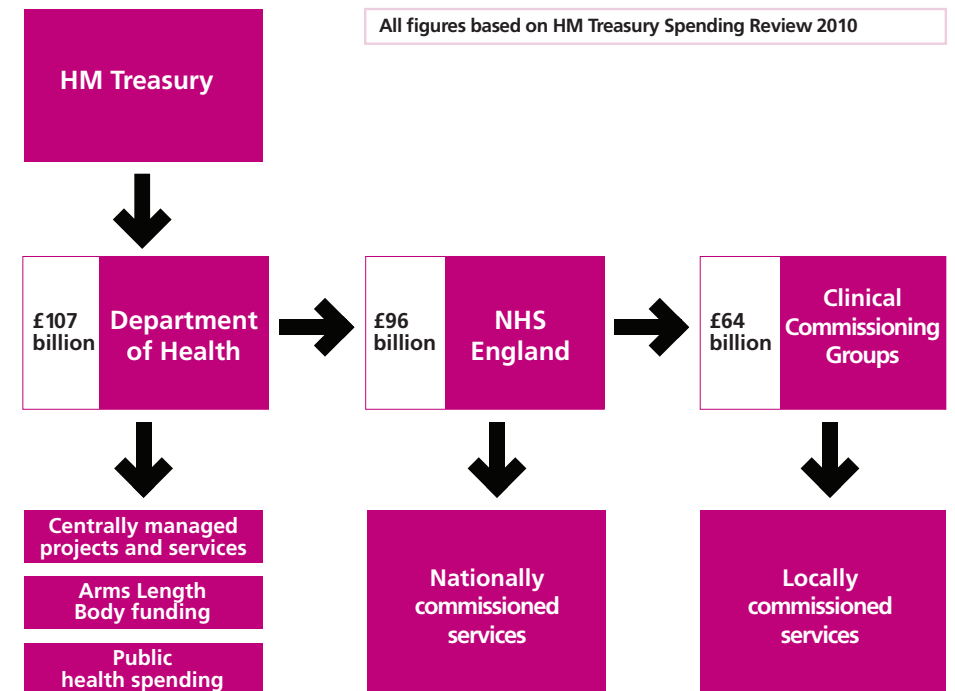 All figures based on HM Treasury Spending Review 2010
HM Treasury
£107
billion
Department
of Health
£96
billion
NHS
England
£64
billion
Clinical
Commissioning
Groups
Centrally managed
projects and services
Arms Length
Body funding
Public
health spending
Nationally
commissioned
services
Locally
commissioned
services